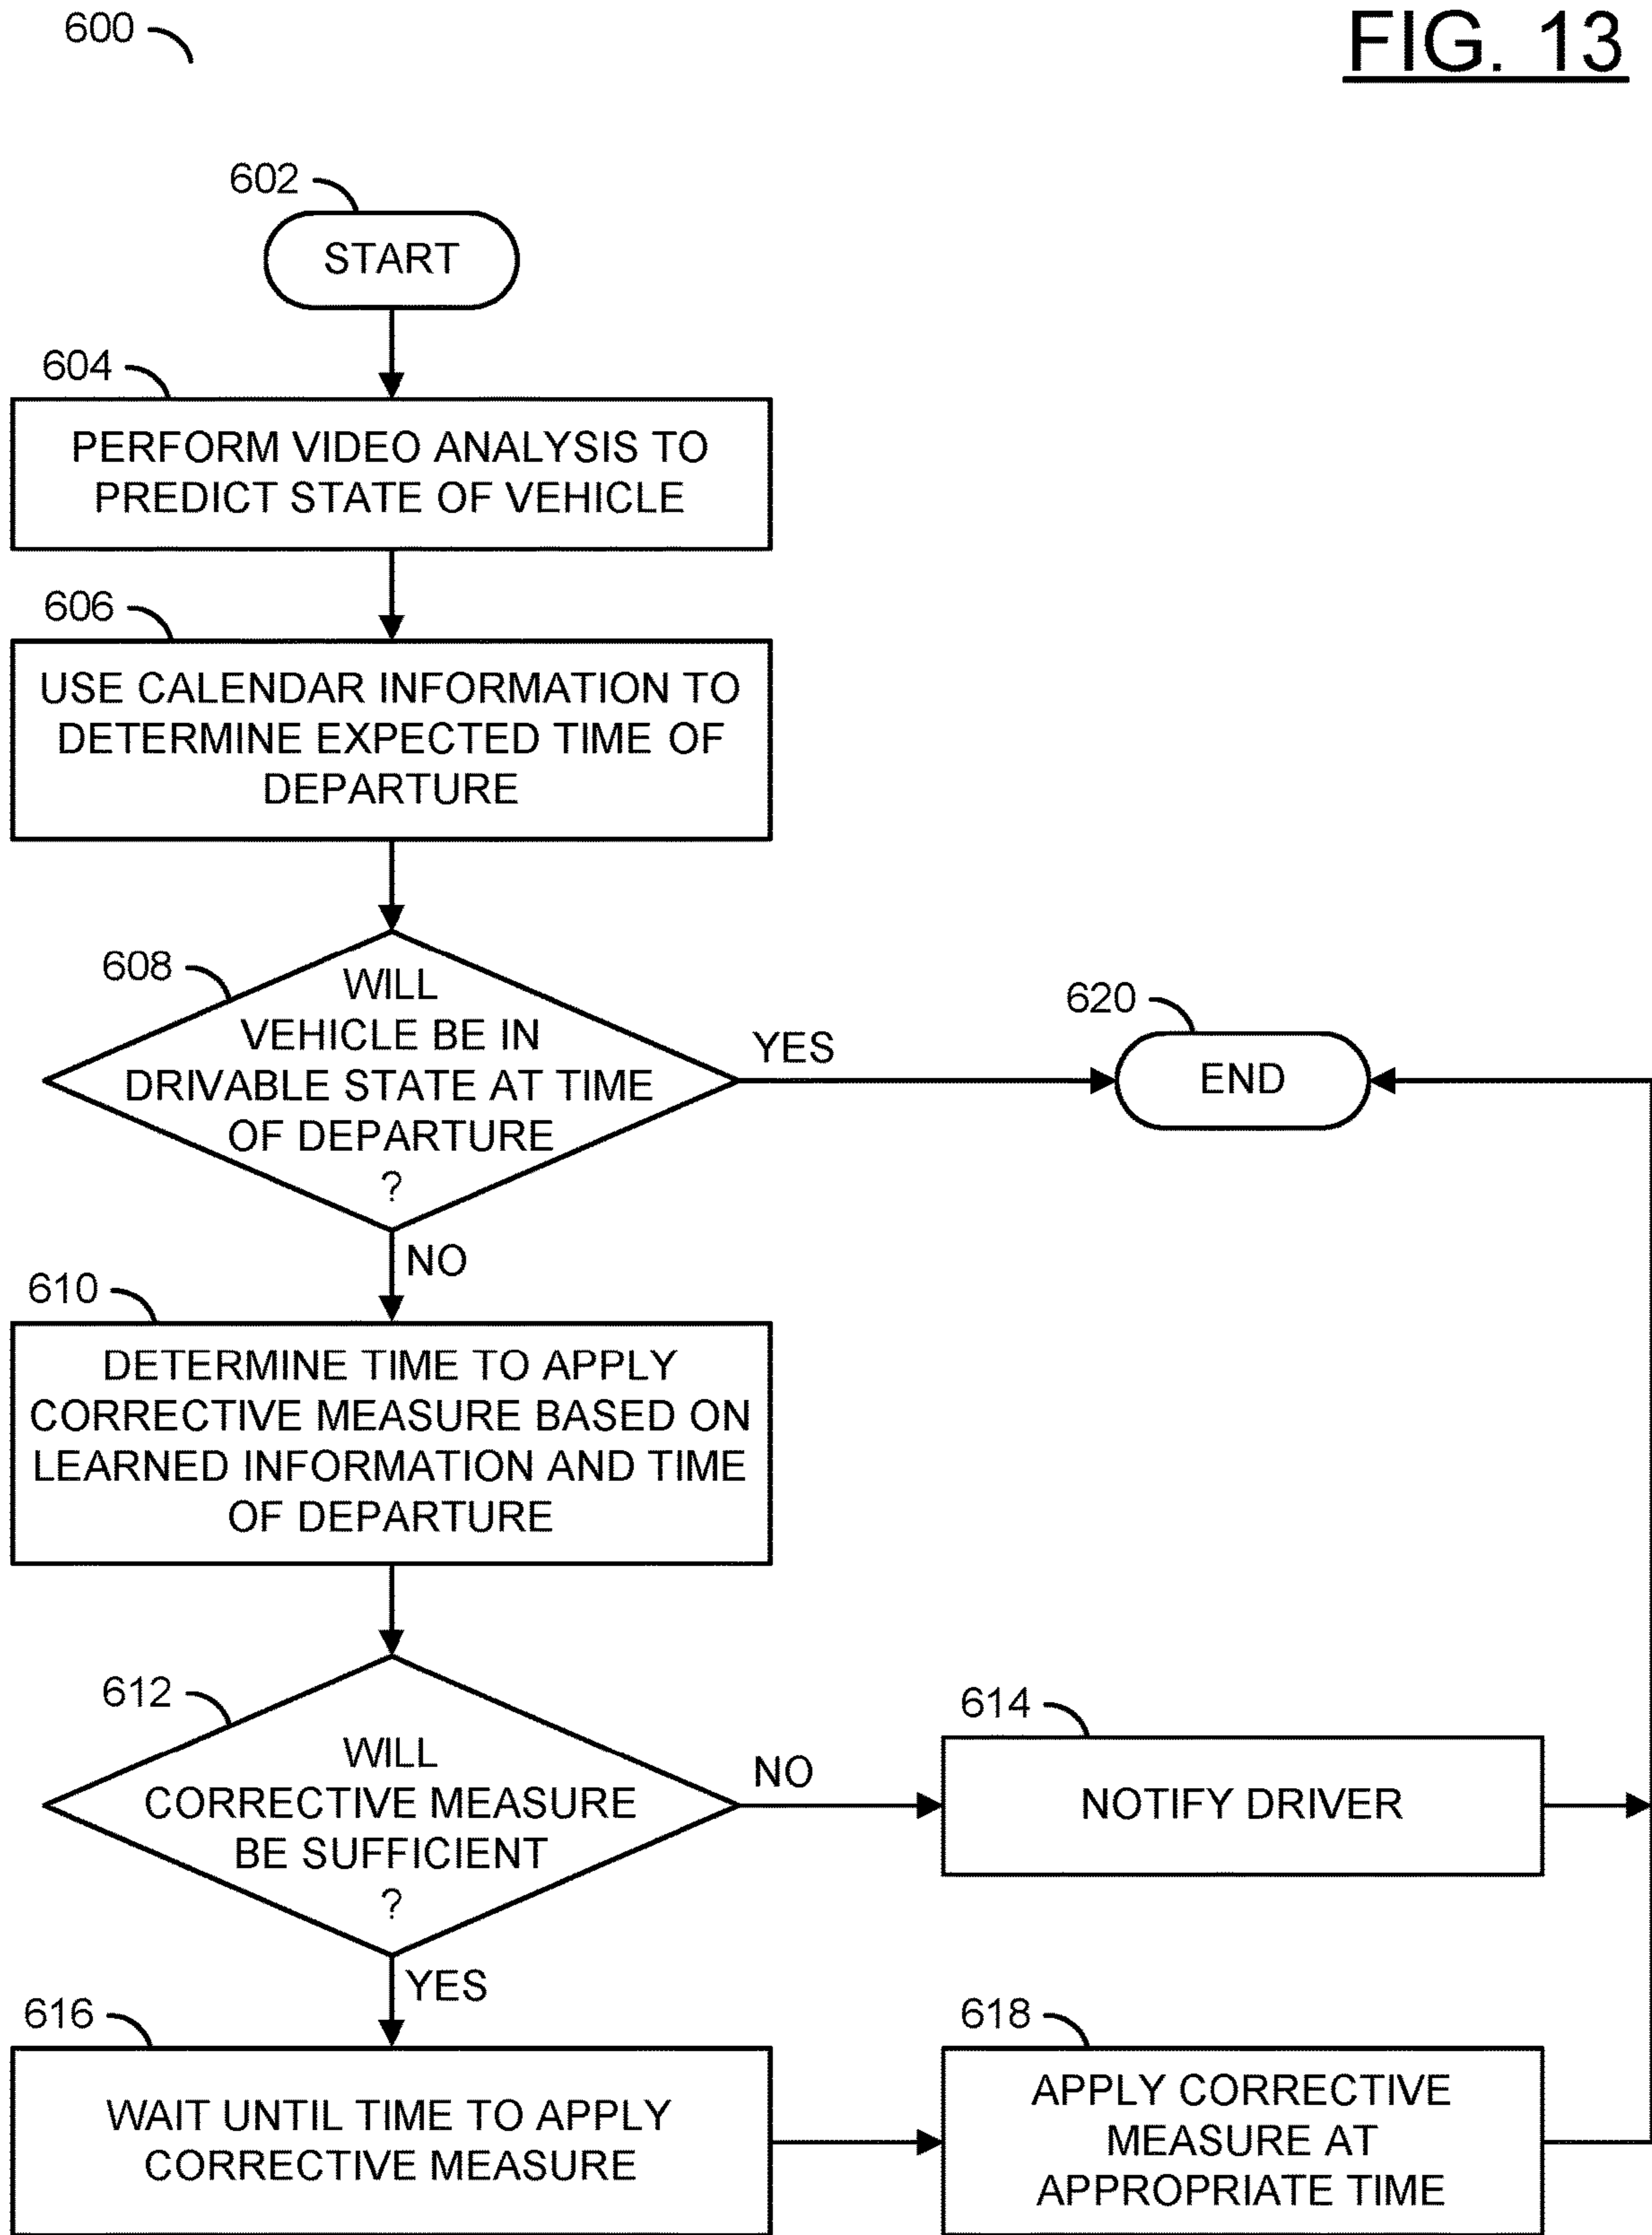 600
FIG. 13
602
START
604
PERFORM VIDEO ANALYSIS TO
PREDICT STATE OF VEHICLE
606
USE CALENDAR INFORMATION TO
DETERMINE EXPECTED TIME OF
DEPARTURE
608
WILL
VEHICLE BE IN
DRIVABLE STATE AT TIME
OF DEPARTURE
?
YES
620
END
NO
610
DETERMINE TIME TO APPLY
CORRECTIVE MEASURE BASED ON
LEARNED INFORMATION AND TIME
OF DEPARTURE
612
WILL
CORRECTIVE MEASURE
BE SUFFICIENT
?
NO
614
NOTIFY DRIVER
YES
616
WAIT UNTIL TIME TO APPLY
CORRECTIVE MEASURE
618
APPLY CORRECTIVE
MEASURE AT
APPROPRIATE TIME